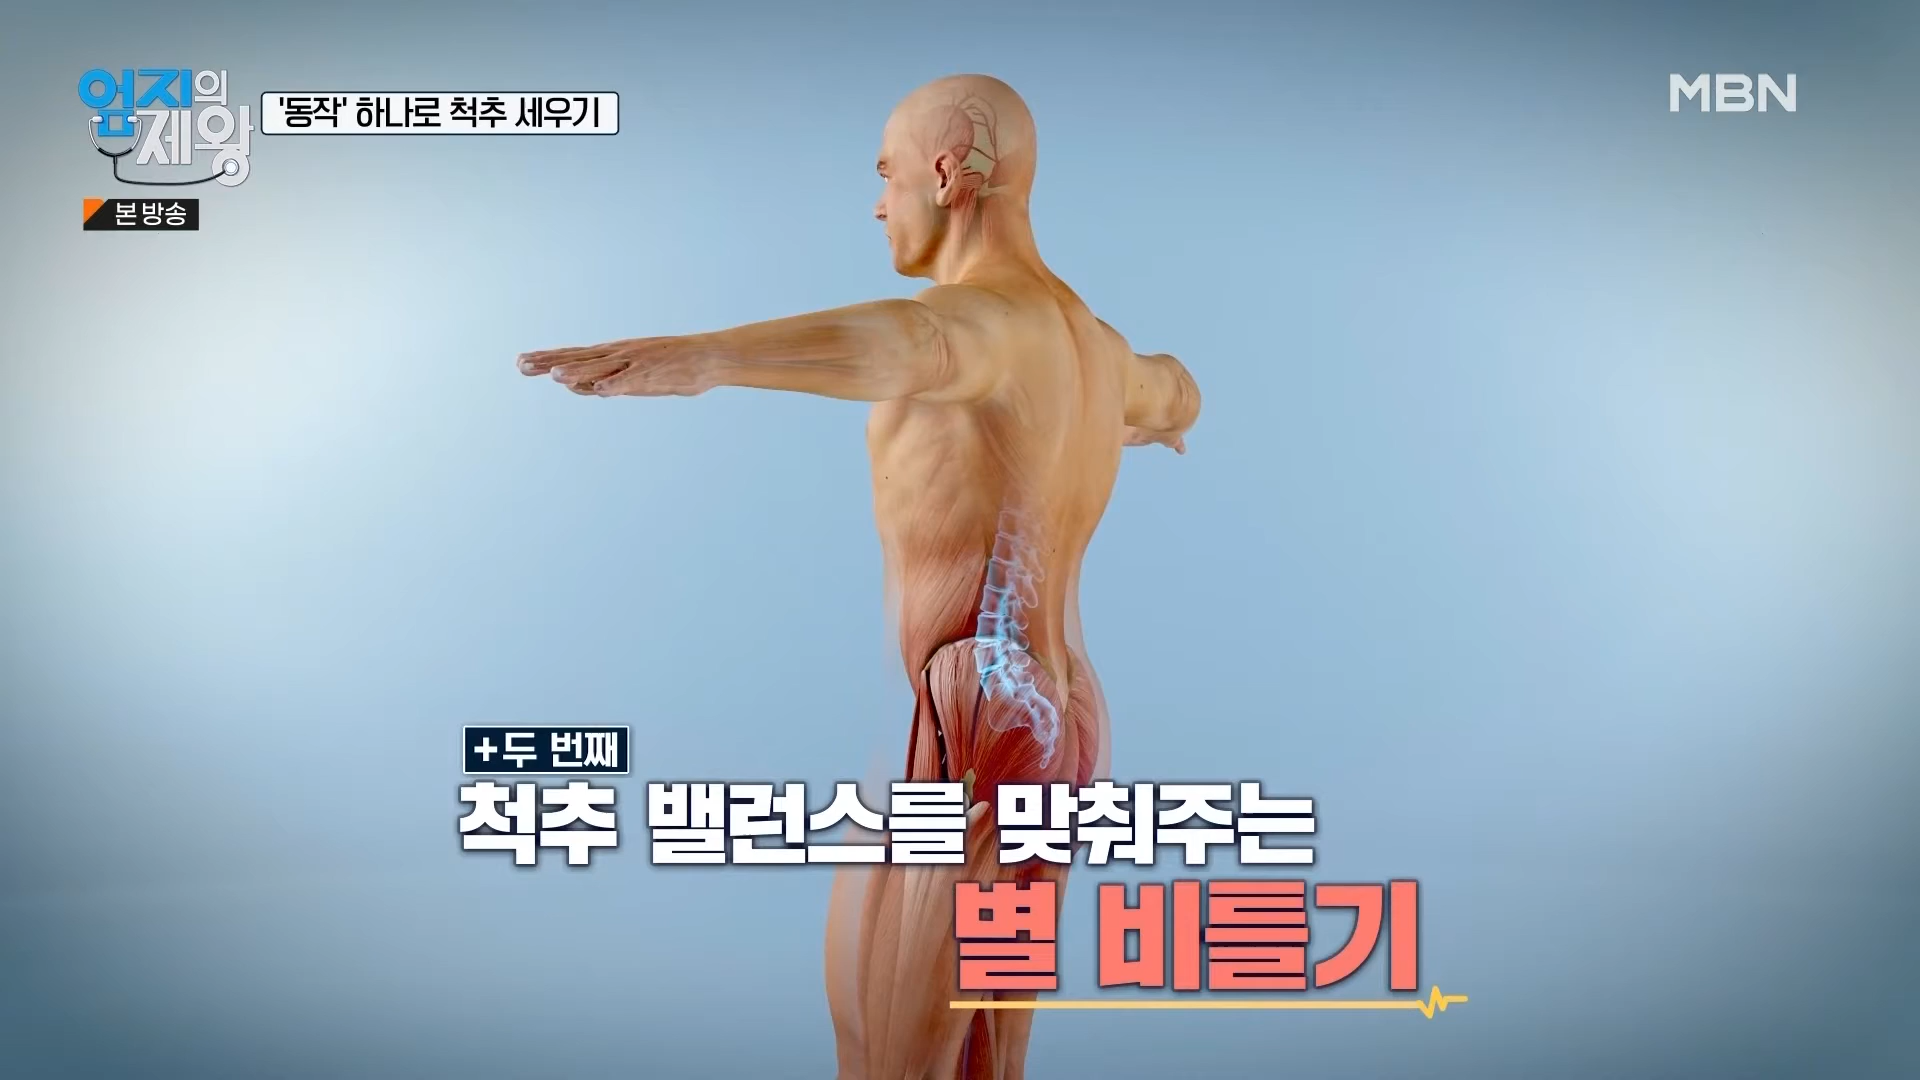 엄지의 제왕
'동작' 하나로 척추 세우기
MBN
본 방송
+두 번째
척추 밸런스를 맞춰주는
별 비틀기